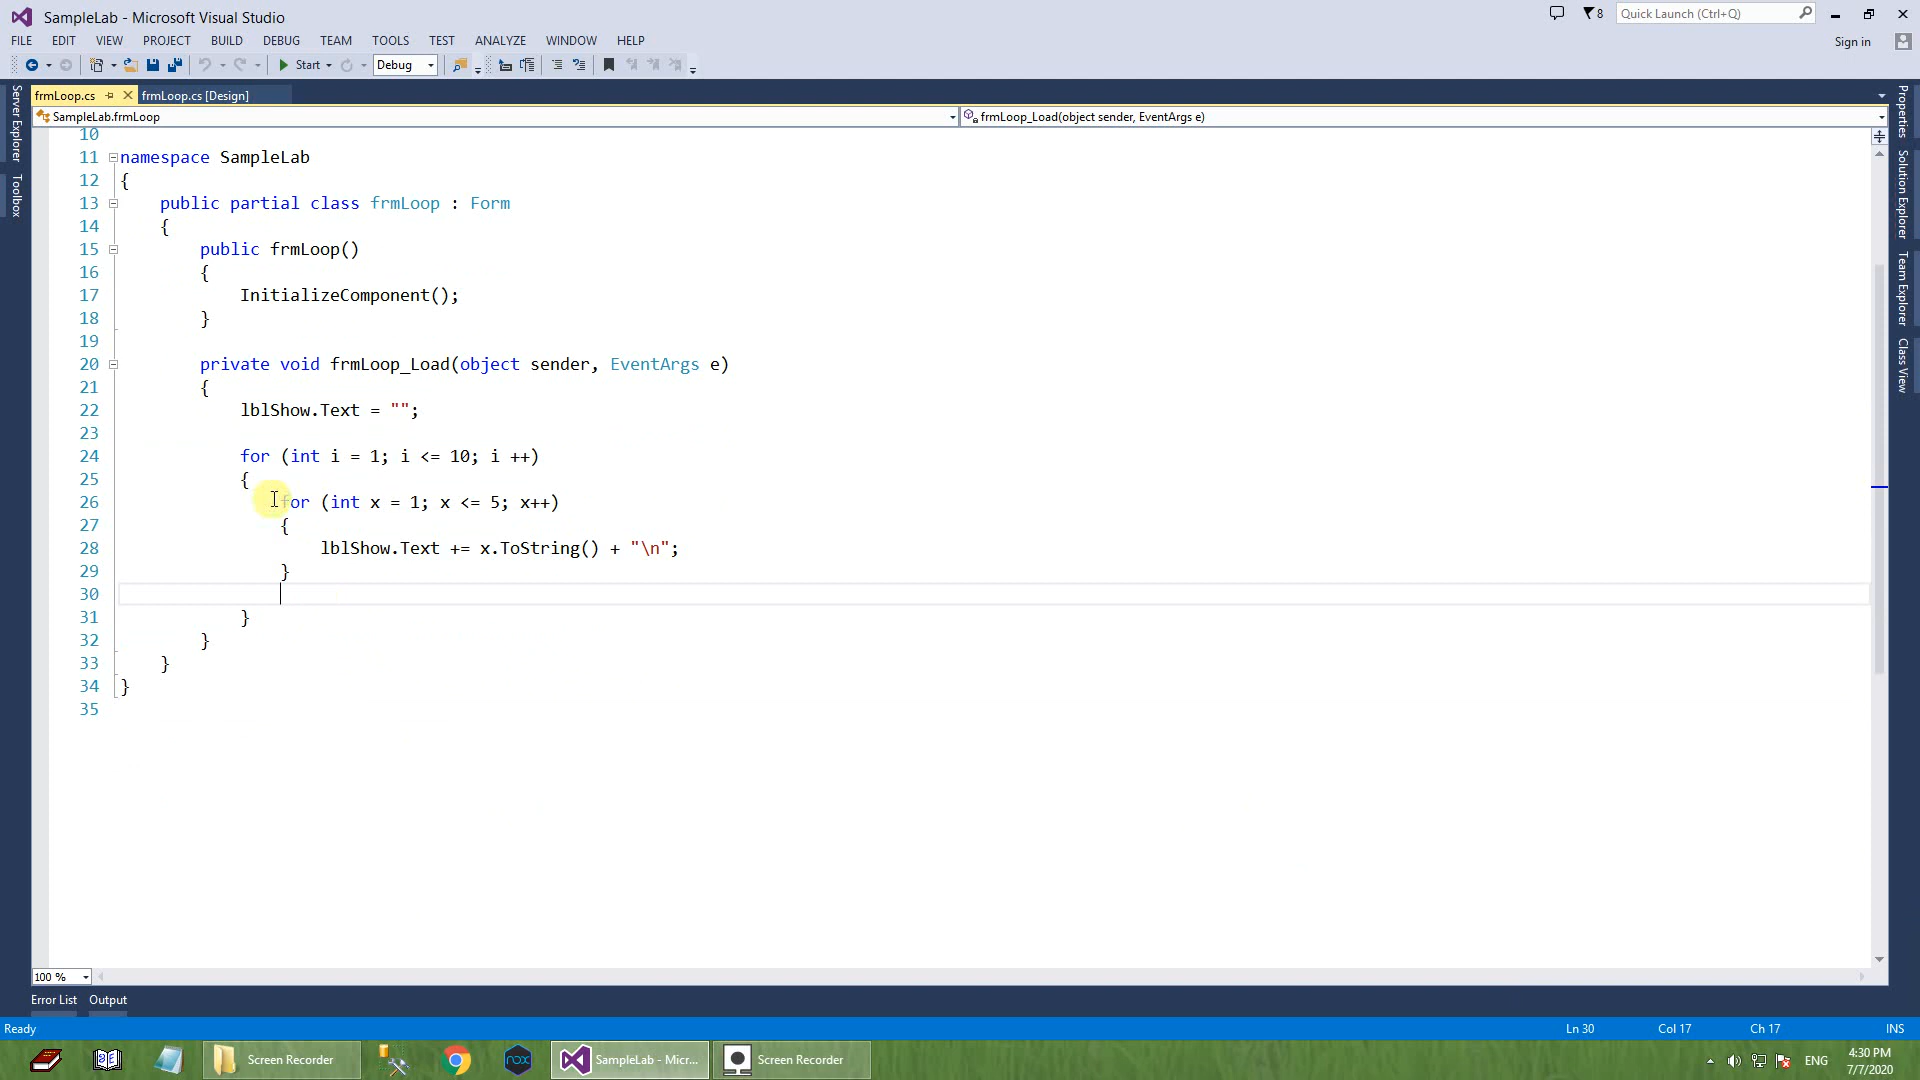 SampleLab - Microsoft Visual Studio
8
Quick Launch (Ctrl+Q)
FILE EDIT VIEW PROJECT BUILD DEBUG TEAM TOOLS TEST ANALYZE WINDOW HELP
Sign in
Start Debug
frmLoop.cs frmLoop.cs [Design]
SampleLab.frmLoop frmLoop_Load(object sender, EventArgs e)
Server Explorer
Toolbox
Properties
Solution Explorer
Team Explorer
Class View
10
11 namespace SampleLab
12 {
13 public partial class frmLoop : Form
14 {
15 public frmLoop()
16 {
17 InitializeComponent();
18 }
19
20 private void frmLoop_Load(object sender, EventArgs e)
21 {
22 lblShow.Text = "";
23
24 for (int i = 1; i <= 10; i ++)
25 {
26 for (int x = 1; x <= 5; x++)
27 {
28 lblShow.Text += x.ToString() + "\n";
29 }
30
31 }
32 }
33 }
34 }
35
100 %
Error List Output
Ready Ln 30 Col 17 Ch 17 INS
Screen Recorder nox SampleLab - Micr... Screen Recorder ENG 4:30 PM
7/7/2020